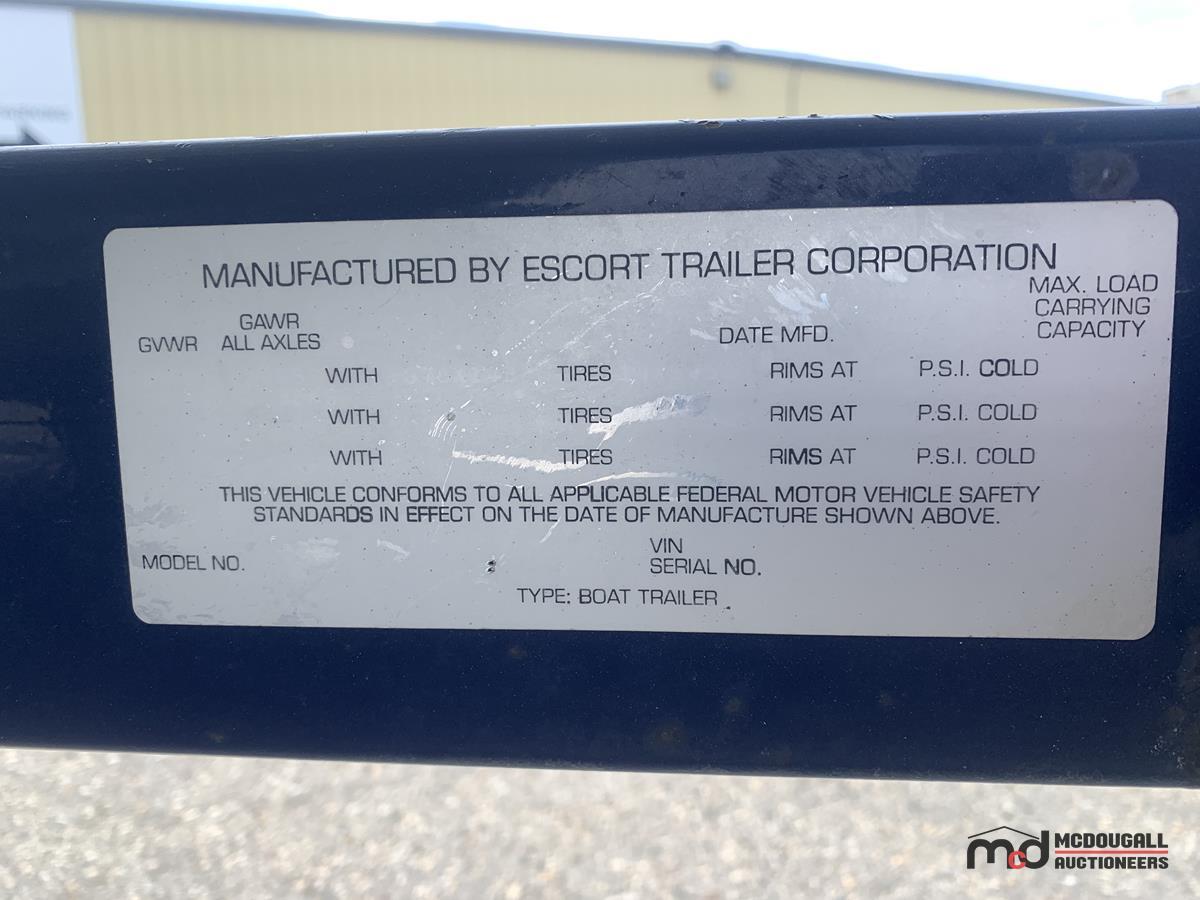 MANUFACTURED BY ESCORT TRAILER CORPORATION
MAX. LOAD
CARRYING
CAPACITY
GVWR GAWR
ALL AXLES
DATE MFD.
WITH TIRES RIMS AT P.S.I. COLD
WITH TIRES RIMS AT P.S.I. COLD
WITH TIRES RIMS AT P.S.I. COLD
THIS VEHICLE CONFORMS TO ALL APPLICABLE FEDERAL MOTOR VEHICLE SAFETY
STANDARDS IN EFFECT ON THE DATE OF MANUFACTURE SHOWN ABOVE.
MODEL NO.
VIN
SERIAL NO.
TYPE: BOAT TRAILER
mcd MCDOUGALL
AUCTIONEERS